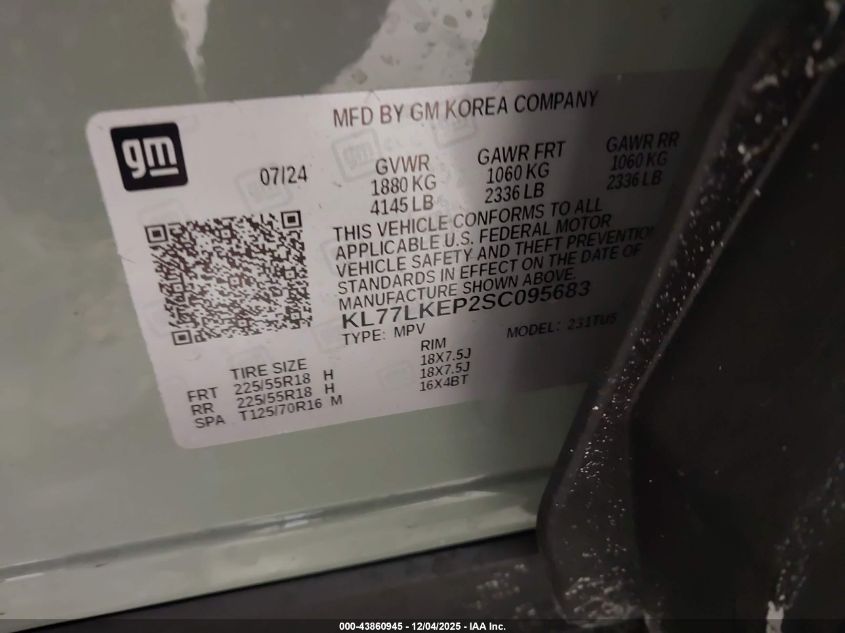 MFD BY GM KOREA COMPANY
gm
07/24
GVWR
1880 KG
4145 LB
GAWR FRT
1060 KG
2336 LB
GAWR RR
1060 KG
2336 LB
THIS VEHICLE CONFORMS TO ALL
APPLICABLE U.S. FEDERAL MOTOR
VEHICLE SAFETY AND THEFT PREVENTION
STANDARDS IN EFFECT ON THE DATE OF
MANUFACTURE SHOWN ABOVE.
KL77LKEP2SC095683
TYPE: MPV
MODEL: 231TU5
TIRE SIZE
RIM
FRT 225/55R18 H 18X7.5J
RR 225/55R18 H 18X7.5J
SPA T125/70R16 M 16X4BT
000-43860945 - 12/04/2025 - IAA Inc.